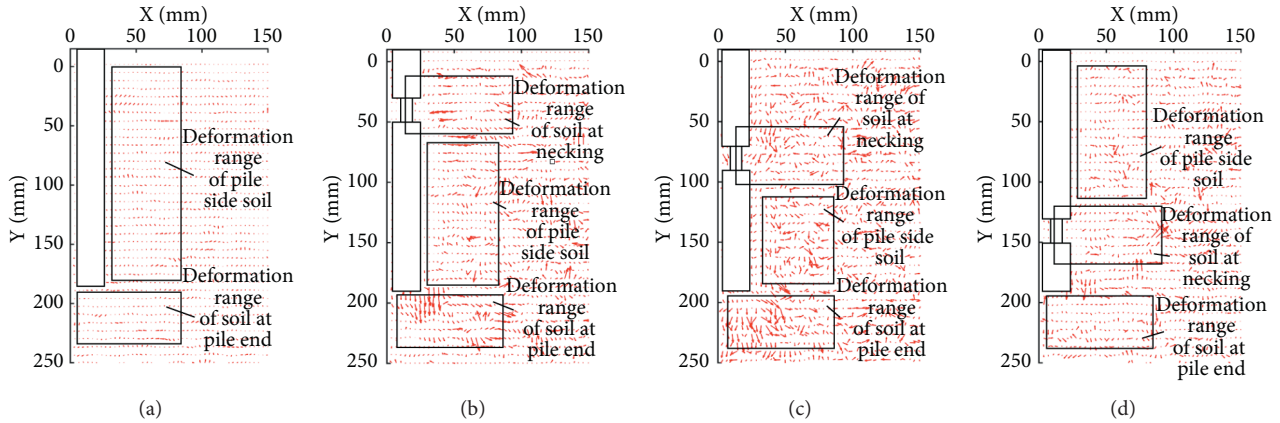 X (mm)
0 50 100 150
0
50
100
150
200
250
Y (mm)
Deformation
range
of pile
side soil
Deformation
range
of soil at
pile end
(a)
X (mm)
0 50 100 150
0
50
100
150
200
250
Y (mm)
Deformation
range
of soil at
necking
Deformation
range
of pile
side soil
Deformation
range
of soil at
pile end
(b)
X (mm)
0 50 100 150
0
50
100
150
200
250
Y (mm)
Deformation
range of
soil at
necking
Deformation
range
of pile side
soil
Deformation
range
of soil at
pile end
(c)
X (mm)
0 50 100 150
0
50
100
150
200
250
Y (mm)
Deformation
range
of pile side
soil
Deformation
range of
soil at
necking
Deformation
range of
soil at
pile end
(d)